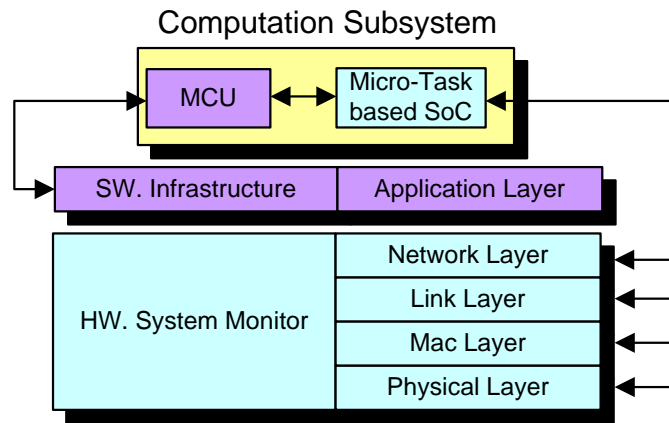 Computation Subsystem
MCU
Micro-Task
based SoC
SW. Infrastructure
Application Layer
HW. System Monitor
Network Layer
Link Layer
Mac Layer
Physical Layer